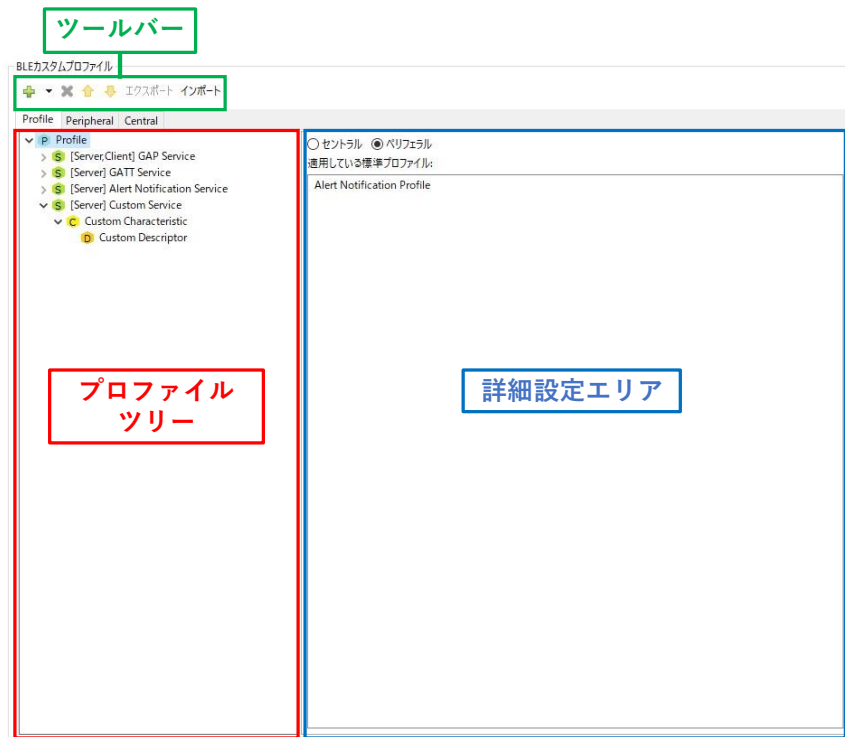 ツールバー
BLEカスタムプロファイル
エクスポート インポート
Profile Peripheral Central
P Profile
S [Server,Client] GAP Service
S [Server] GATT Service
S [Server] Alert Notification Service
S [Server] Custom Service
C Custom Characteristic
D Custom Descriptor
プロファイル
ツリー
セントラル ペリフェラル
適用している標準プロファイル:
Alert Notification Profile
詳細設定エリア